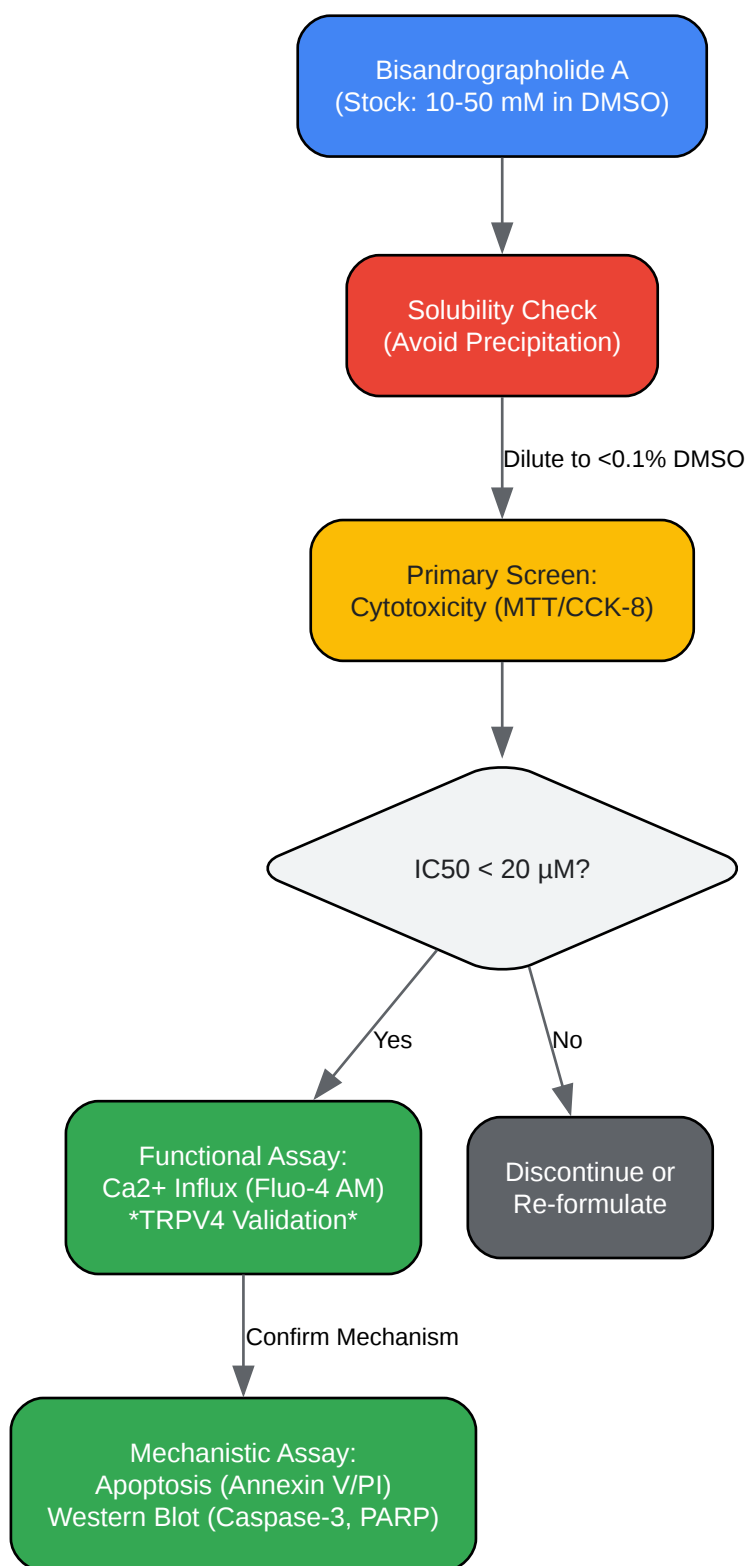 Bisandrographolide A
(Stock: 10-50 mM in DMSO)
Solubility Check
(Avoid Precipitation)
Dilute to <0.1% DMSO
Primary Screen:
Cytotoxicity (MTT/CCK-8)
IC50 < 20 µM?
Yes
No
Functional Assay:
Ca2+ Influx (Fluo-4 AM)
*TRPV4 Validation*
Discontinue or
Re-formulate
Confirm Mechanism
Mechanistic Assay:
Apoptosis (Annexin V/PI)
Western Blot (Caspase-3, PARP)